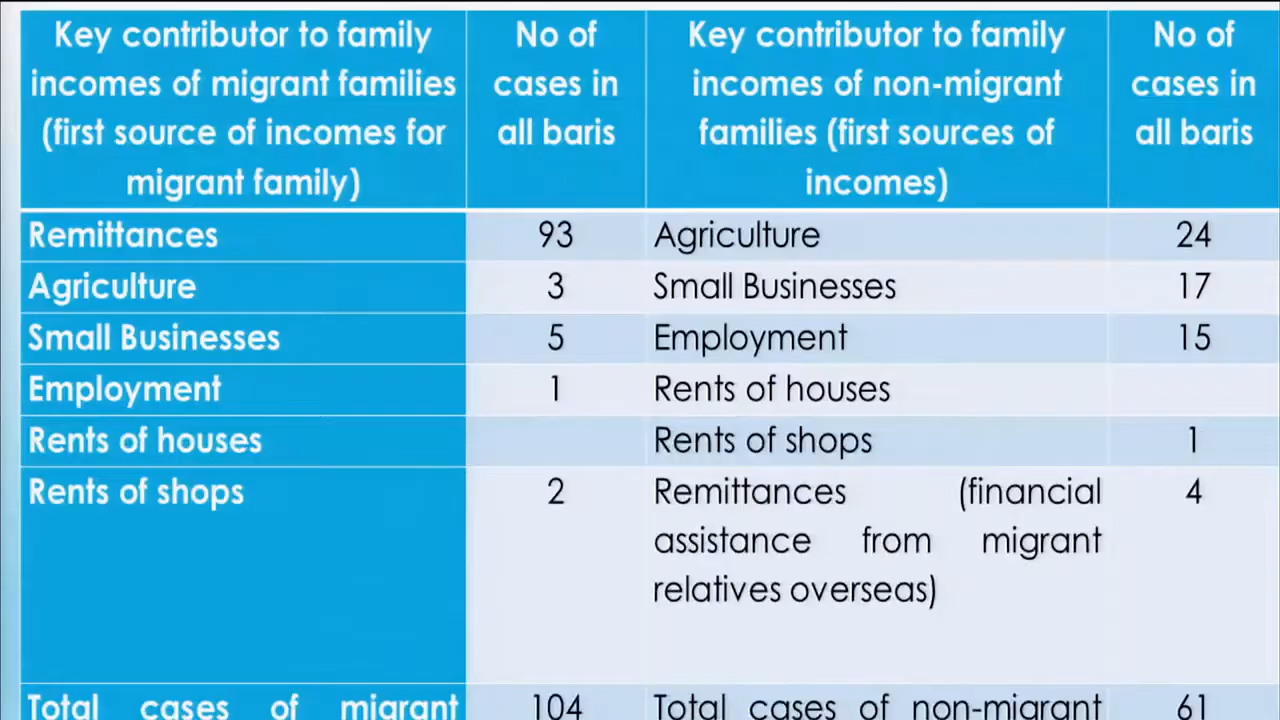 Key contributor to family
incomes of migrant families
(first source of incomes for
migrant family)
No of
cases in
all baris
Key contributor to family
incomes of non-migrant
families (first sources of
incomes)
No of
cases in
all baris
Remittances 93 Agriculture 24
Agriculture 3 Small Businesses 17
Small Businesses 5 Employment 15
Employment 1 Rents of houses
Rents of houses Rents of shops 1
Rents of shops 2 Remittances (financial 4
assistance from migrant
relatives overseas)
Total cases of migrant 104 Total cases of non-migrant 61